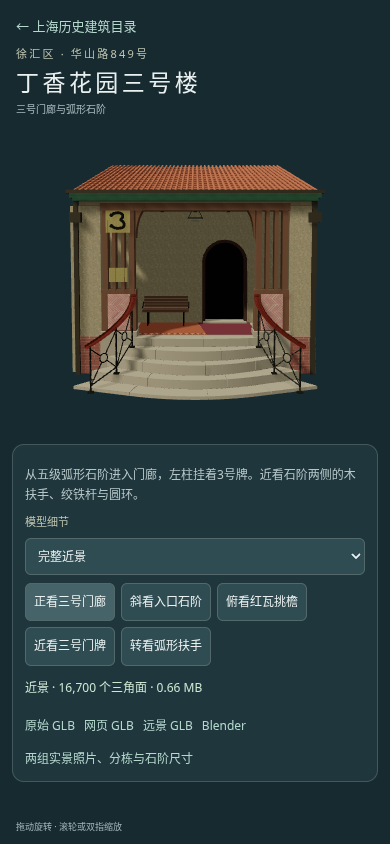 ← 上海历史建筑目录
徐汇区 · 华山路849号
丁香花园三号楼
三号门廊与弧形石阶
3
从五级弧形石阶进入门廊，左柱挂着3号牌。近看石阶两侧的木
扶手、绞铁杆与圆环。
模型细节
完整近景
正看三号门廊 斜看入口石阶 俯看红瓦挑檐
近看三号门牌 转看弧形扶手
近景 · 16,700 个三角面 · 0.66 MB
原始 GLB 网页 GLB 远景 GLB Blender
两组实景照片、分栋与石阶尺寸
拖动旋转 · 滚轮或双指缩放